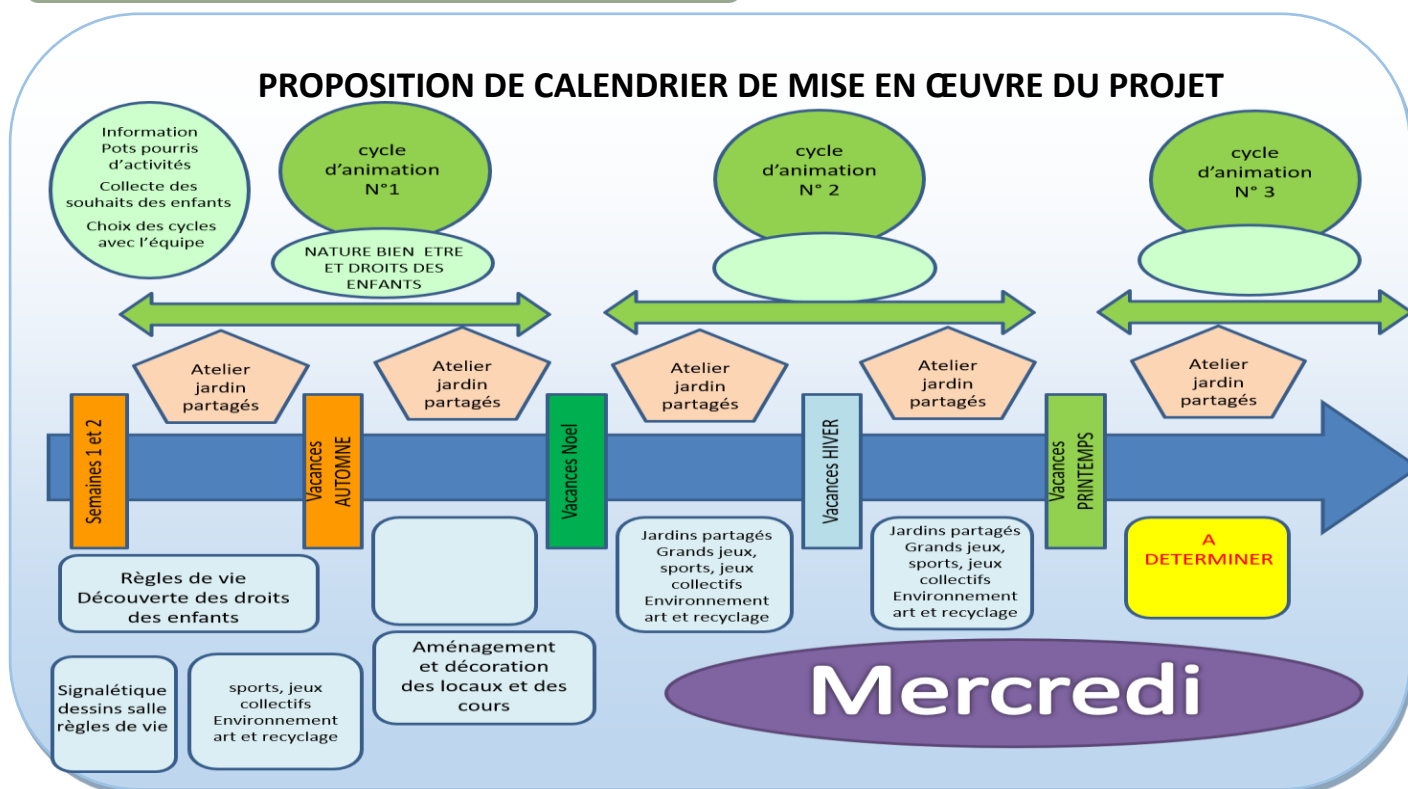 PROPOSITION DE CALENDRIER DE MISE EN ŒUVRE DU PROJET
Information
Pots pourris
d’activités
Collecte des
souhaits des enfants
Choix des cycles
avec l’équipe
cycle
d’animation
N°1
NATURE BIEN ETRE
ET DROITS DES
ENFANTS
cycle
d’animation
N° 2
cycle
d’animation
N° 3
Atelier
jardin
partagés
Atelier
jardin
partagés
Atelier
jardin
partagés
Atelier
jardin
partagés
Atelier
jardin
partagés
Semaines 1 et 2
Vacances
AUTOMNE
Vacances Noel
Vacances HIVER
Vacances
PRINTEMPS
Règles de vie
Découverte des droits
des enfants
Jardins partagés
Grands jeux,
sports, jeux
collectifs
Environnement
art et recyclage
Jardins partagés
Grands jeux,
sports, jeux
collectifs
Environnement
art et recyclage
A
DETERMINER
Signalétique
dessins salle
règles de vie
sports, jeux
collectifs
Environnement
art et recyclage
Aménagement
et décoration
des locaux et des
cours
Mercredi